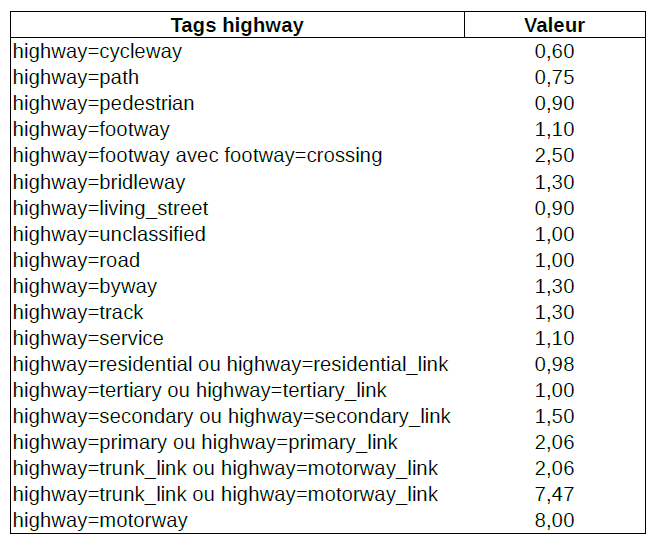 Tags highway Valeur
highway=cycleway 0,60
highway=path 0,75
highway=pedestrian 0,90
highway=footway 1,10
highway=footway avec footway=crossing 2,50
highway=bridleway 1,30
highway=living_street 0,90
highway=unclassified 1,00
highway=road 1,00
highway=byway 1,30
highway=track 1,30
highway=service 1,10
highway=residential ou highway=residential_link 0,98
highway=tertiary ou highway=tertiary_link 1,00
highway=secondary ou highway=secondary_link 1,50
highway=primary ou highway=primary_link 2,06
highway=trunk_link ou highway=motorway_link 2,06
highway=trunk_link ou highway=motorway_link 7,47
highway=motorway 8,00